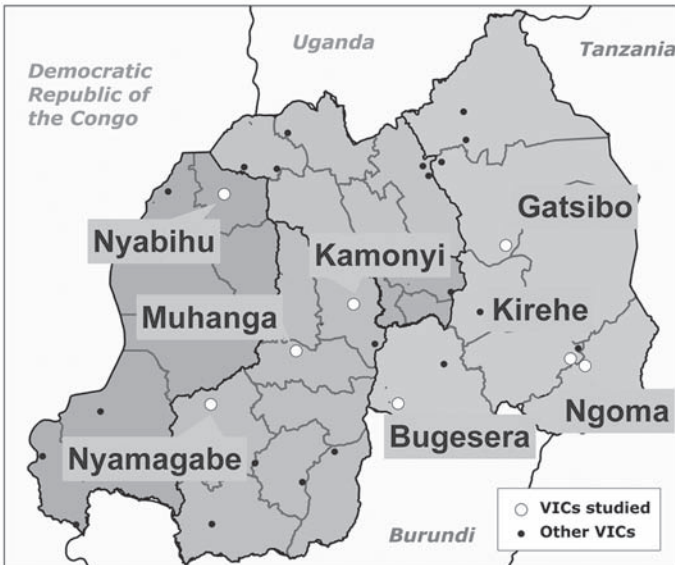 Uganda
Tanzania
Democratic
Republic of
the Congo
Gatsibo
Nyabihu
Kamonyi
Muhanga
Kirehe
Ngoma
Bugesera
Nyamagabe
VICs studied
Other VICs
Burundi